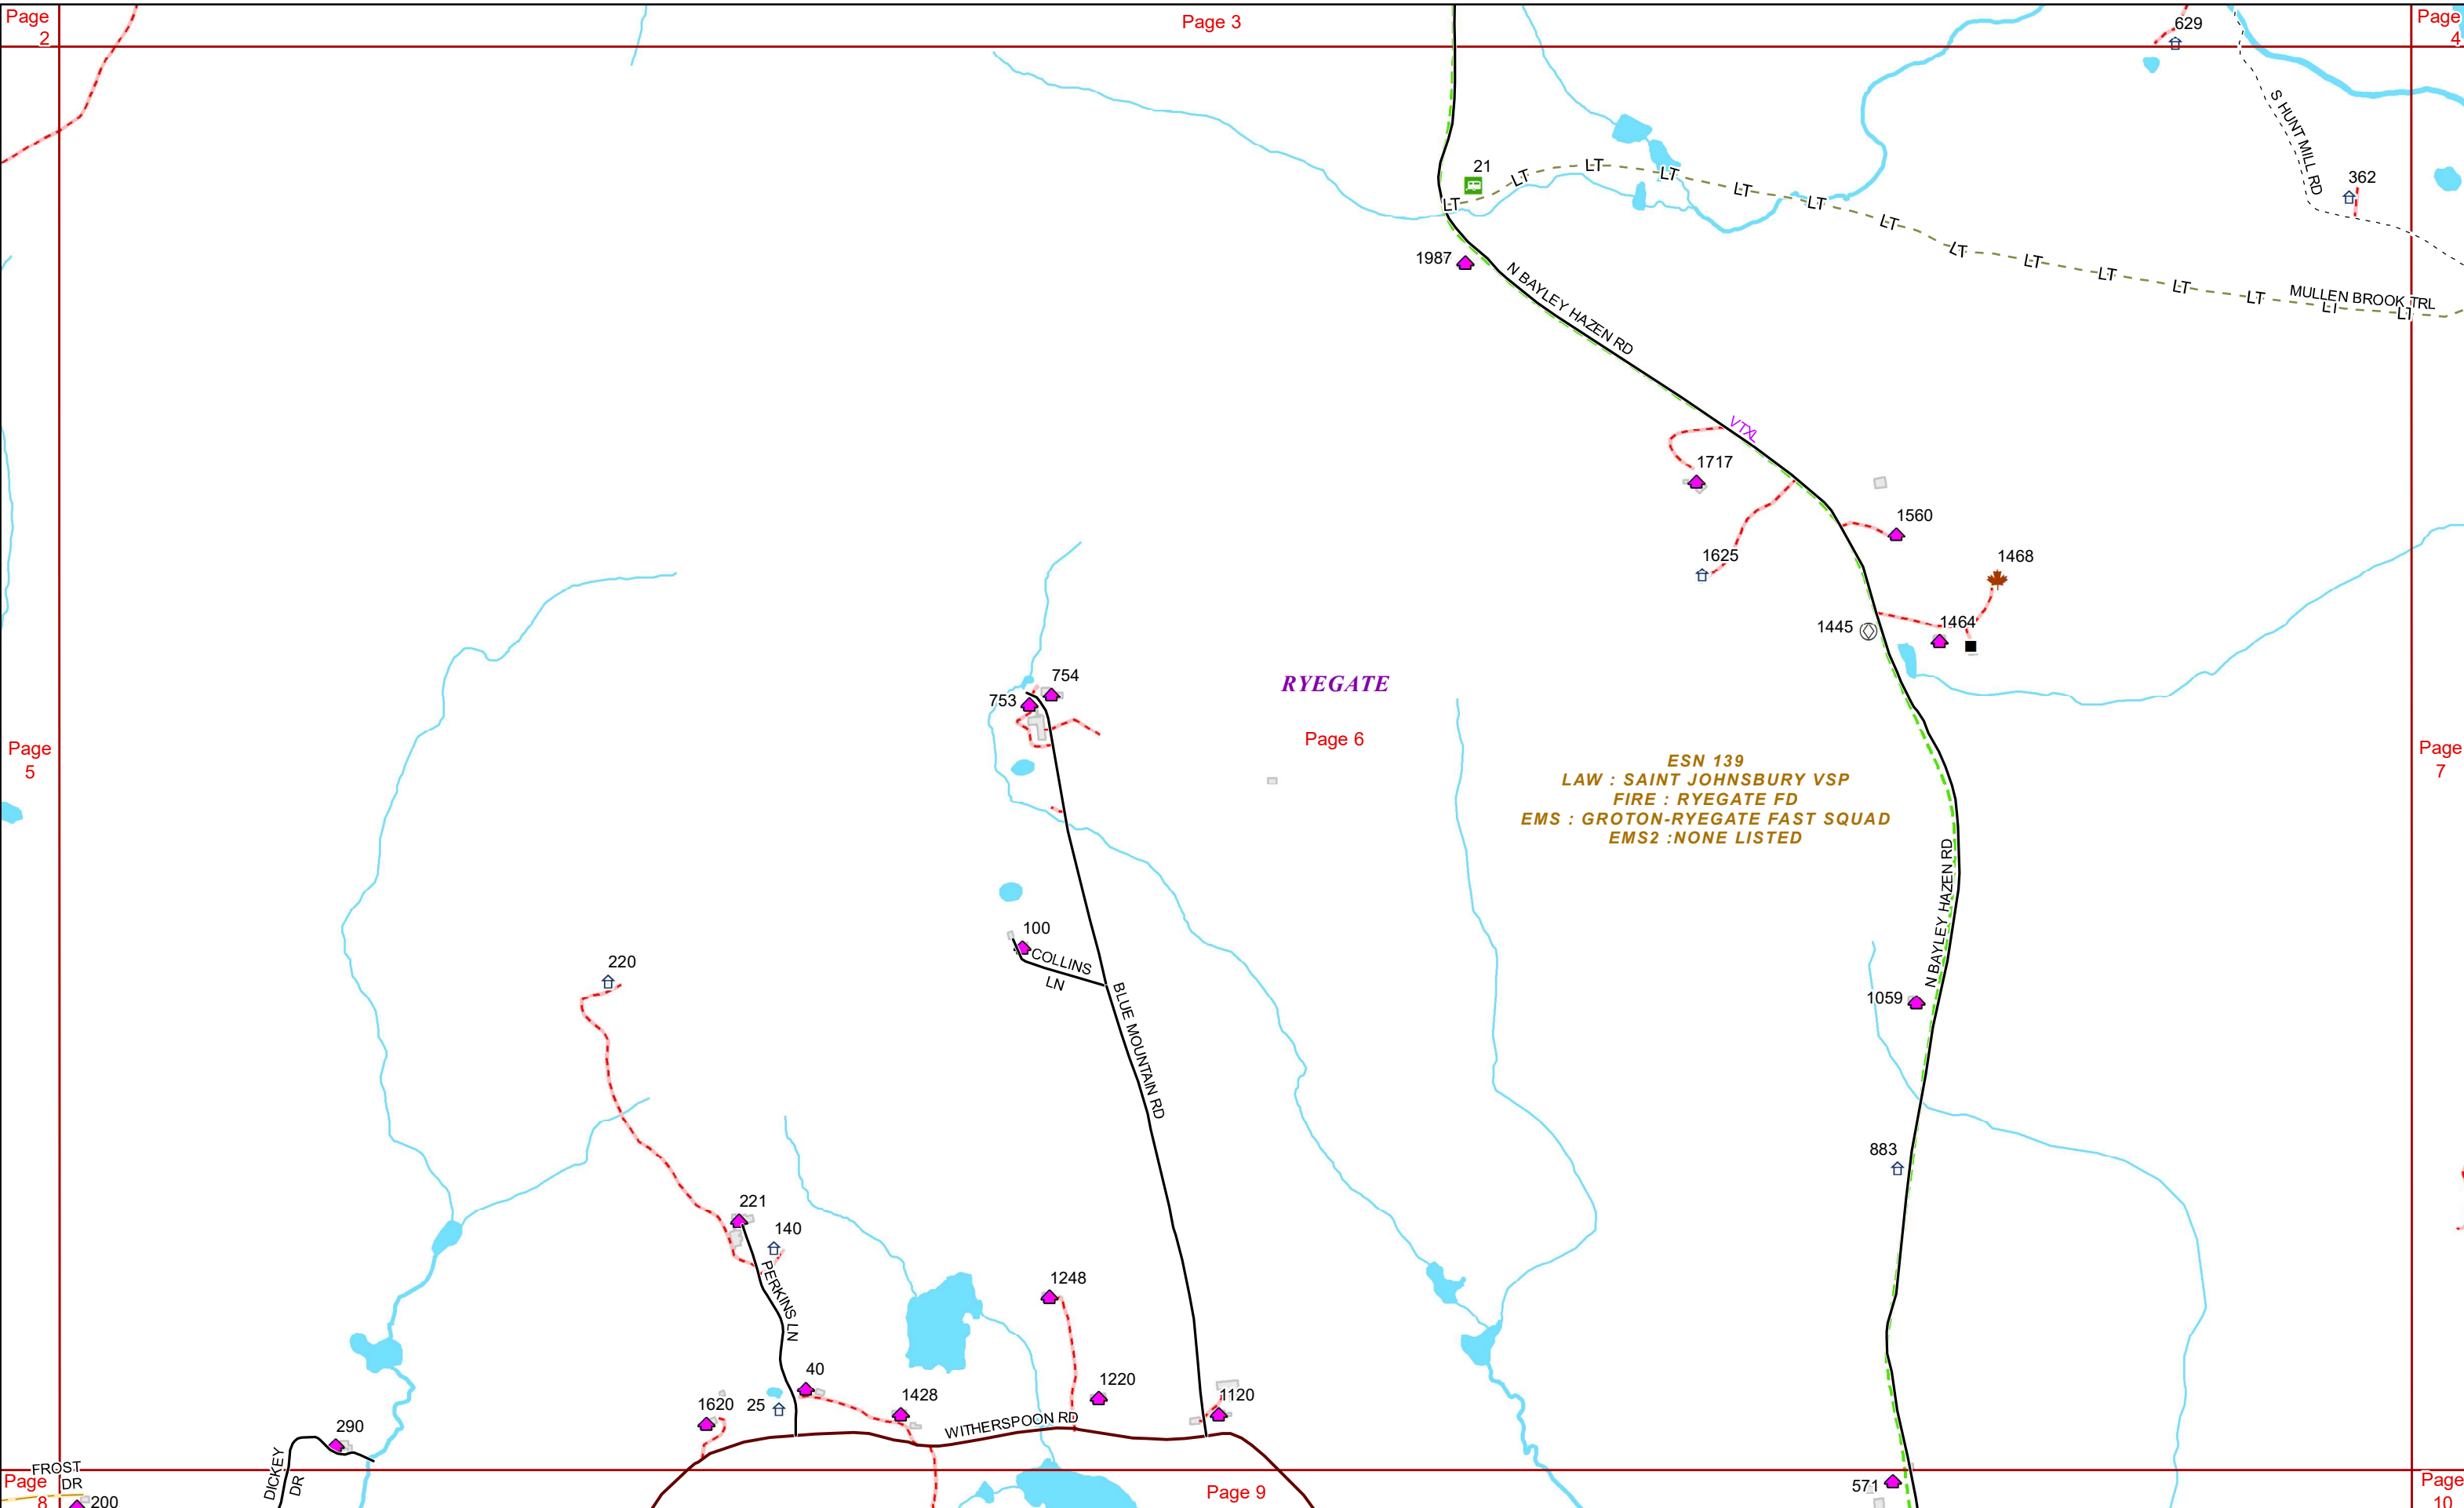 Page
2
Page 3
Page
4
629
S HUNT MILL RD
21
LT
LT
LT
LT
LT
LT
LT
LT
LT
LT
LT
LT
LT
LT
362
1987
N BAYLEY HAZEN RD
MULLEN BROOK TRL
VTXL
1717
1560
1625
1468
1445
1464
754
753
RYEGATE
Page 6
Page
5
Page
7
ESN 139
LAW : SAINT JOHNSBURY VSP
FIRE : RYEGATE FD
EMS : GROTON-RYEGATE FAST SQUAD
EMS2 :NONE LISTED
N BAYLEY HAZEN RD
100
COLLINS
LN
220
BLUE MOUNTAIN RD
1059
883
221
140
PERKINS LN
1248
40
25
1620
1428
1220
1120
WITHERSPOON RD
290
DICKEY
DR
FROST
DR
Page
8
200
Page 9
571
Page
10